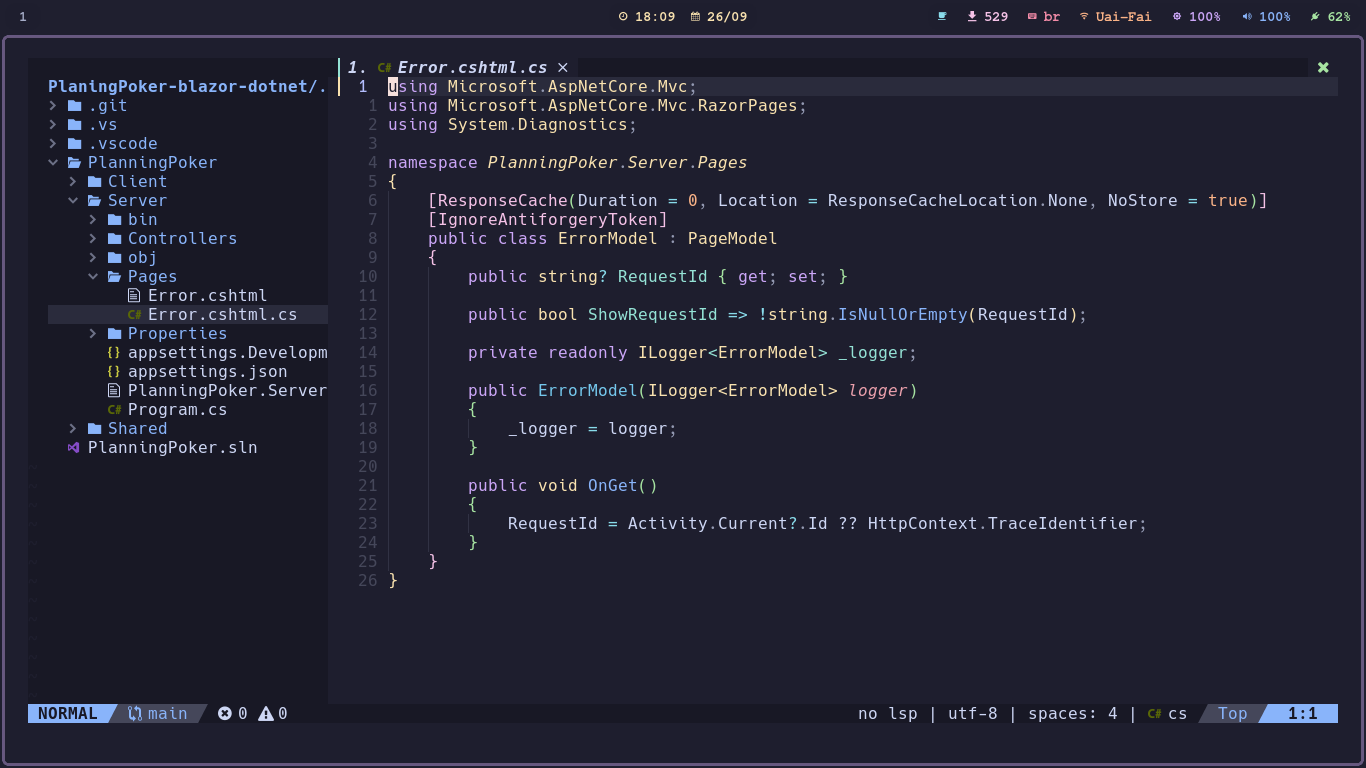 1 18:09 26/09 529 br Uai-Fai 100% 100% 62%
1. C# Error.cshtml.cs × ✖
PlaningPoker-blazor-dotnet/.
.git
.vs
.vscode
PlanningPoker
Client
Server
bin
Controllers
obj
Pages
Error.cshtml
C# Error.cshtml.cs
Properties
{} appsettings.Developm
{} appsettings.json
PlanningPoker.Server
C# Program.cs
Shared
PlanningPoker.sln
1 using Microsoft.AspNetCore.Mvc;
1 using Microsoft.AspNetCore.Mvc.RazorPages;
2 using System.Diagnostics;
3
4 namespace PlanningPoker.Server.Pages
5 {
6     [ResponseCache(Duration = 0, Location = ResponseCacheLocation.None, NoStore = true)]
7     [IgnoreAntiforgeryToken]
8     public class ErrorModel : PageModel
9     {
10         public string? RequestId { get; set; }
11
12         public bool ShowRequestId => !string.IsNullOrEmpty(RequestId);
13
14         private readonly ILogger<ErrorModel> _logger;
15
16         public ErrorModel(ILogger<ErrorModel> logger)
17         {
18             _logger = logger;
19         }
20
21         public void OnGet()
22         {
23             RequestId = Activity.Current?.Id ?? HttpContext.TraceIdentifier;
24         }
25     }
26 }
NORMAL main 0 0 no lsp | utf-8 | spaces: 4 | C# cs Top 1:1